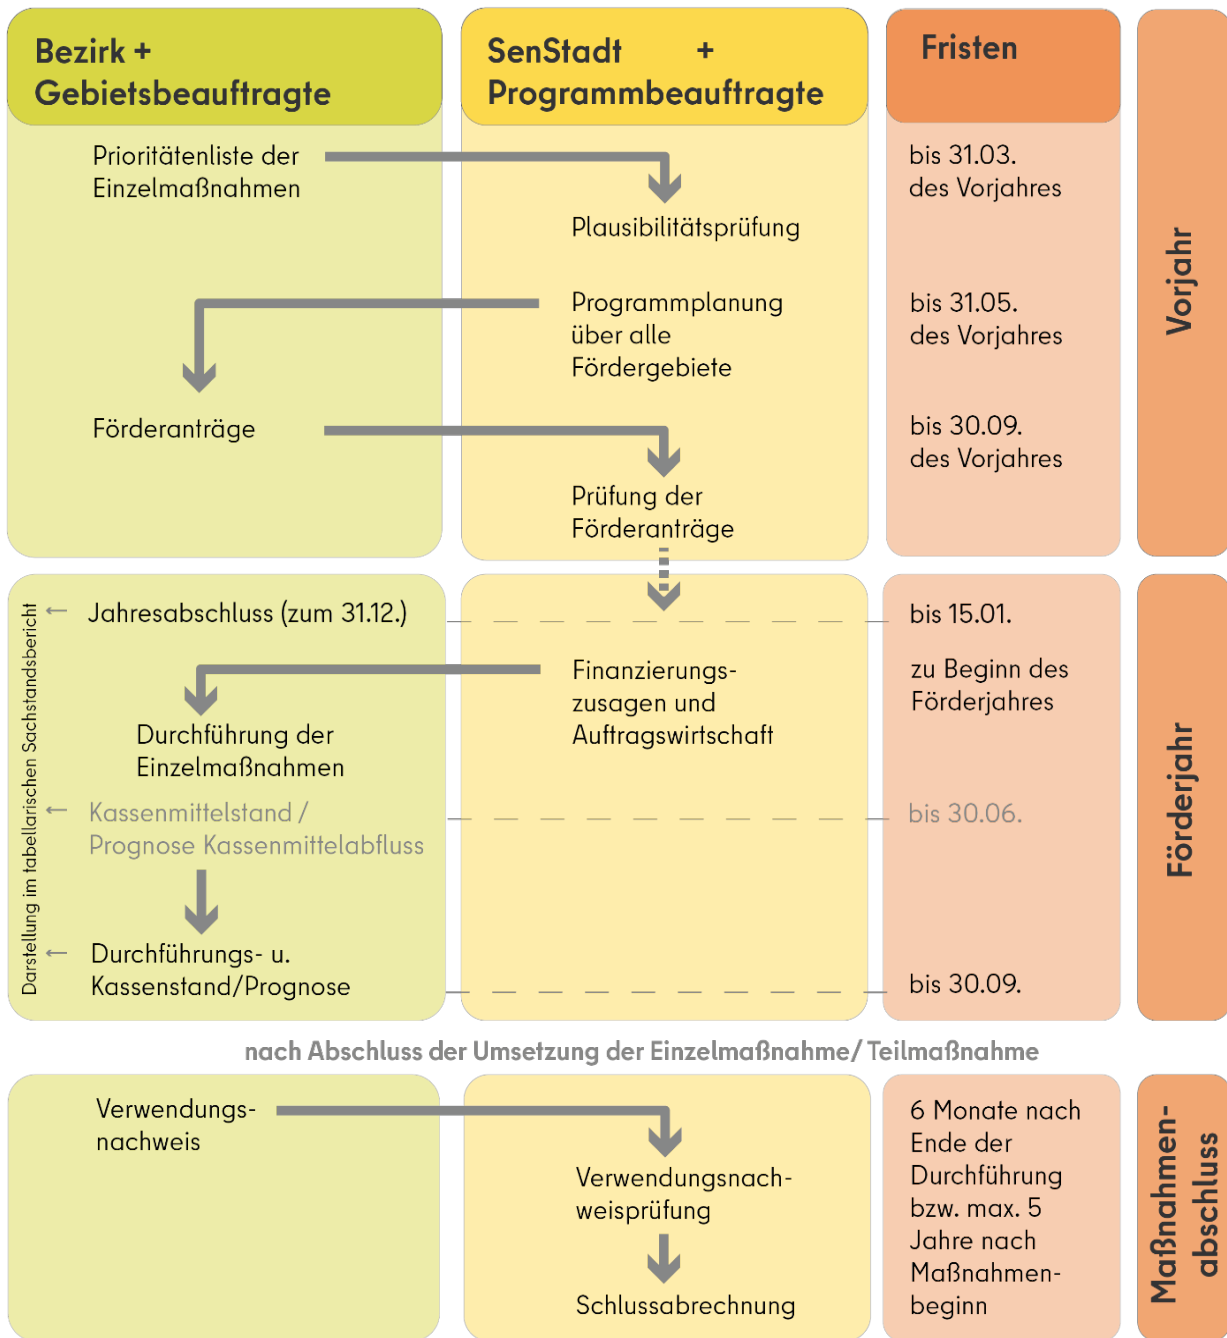 Bezirk +
Gebietsbeauftragte
SenStadt +
Programmbeauftragte
Fristen
Vorjahr
Prioritätenliste der
Einzelmaßnahmen
bis 31.03.
des Vorjahres
Plausibilitätsprüfung
Programmplanung
über alle
Fördergebiete
bis 31.05.
des Vorjahres
Förderanträge
bis 30.09.
des Vorjahres
Prüfung der
Förderanträge
Förderjahr
Darstellung im tabellarischen Sachstandsbericht
Jahresabschluss (zum 31.12.)
bis 15.01.
Finanzierungs-
zusagen und
Auftragswirtschaft
zu Beginn des
Förderjahres
Durchführung der
Einzelmaßnahmen
Kassenmittelstand /
Prognose Kassenmittelabfluss
bis 30.06.
Durchführungs- u.
Kassenstand/Prognose
bis 30.09.
nach Abschluss der Umsetzung der Einzelmaßnahme/ Teilmaßnahme
Verwendungs-
nachweis
Verwendungsnach-
weisprüfung
Schlussabrechnung
6 Monate nach
Ende der
Durchführung
bzw. max. 5
Jahre nach
Maßnahmen-
beginn
Maßnahmen-
abschluss